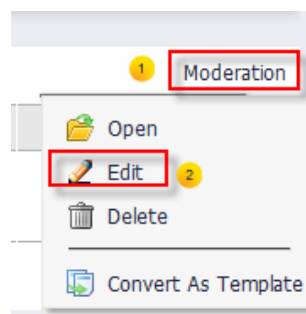 1 Moderation
Open
Edit 2
Delete
Convert As Template